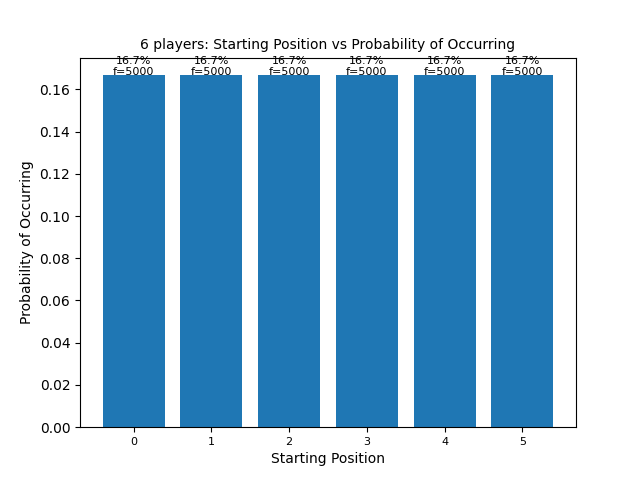 6 players: Starting Position vs Probability of Occurring
16.7% 16.7% 16.7% 16.7% 16.7% 16.7%
f=5000 f=5000 f=5000 f=5000 f=5000 f=5000
0.16
0.14
0.12
0.10
0.08
0.06
0.04
0.02
0.00
Probability of Occurring
0 1 2 3 4 5
Starting Position